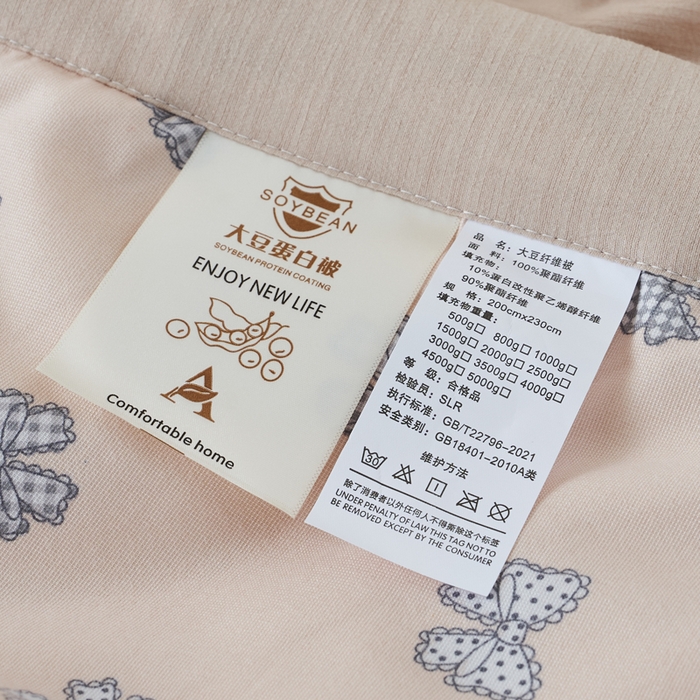 SOYBEAN
大豆蛋白被
SOYBEAN PROTEIN COATING
ENJOY NEW LIFE
A
Comfortable home
品 名：大豆纤维被
面 料：100%聚酯纤维
填充物：
10%蛋白改性聚乙烯醇纤维
90%聚酯纤维
规 格：200cmx230cm
填充物重量：
500g□ 800g□ 1000g□
1500g□ 2000g□ 2500g□
3000g□ 3500g□ 4000g□
4500g□ 5000g□
等 级：合格品
检验员：SLR
执行标准：GB/T22796-2021
安全类别：GB18401-2010A类
维护方法
30
除了消费者以外任何人不得撕除这个标签
UNDER PENALTY OF LAW THIS TAG NOT TO
BE REMOVED EXCEPT BY THE CONSUMER